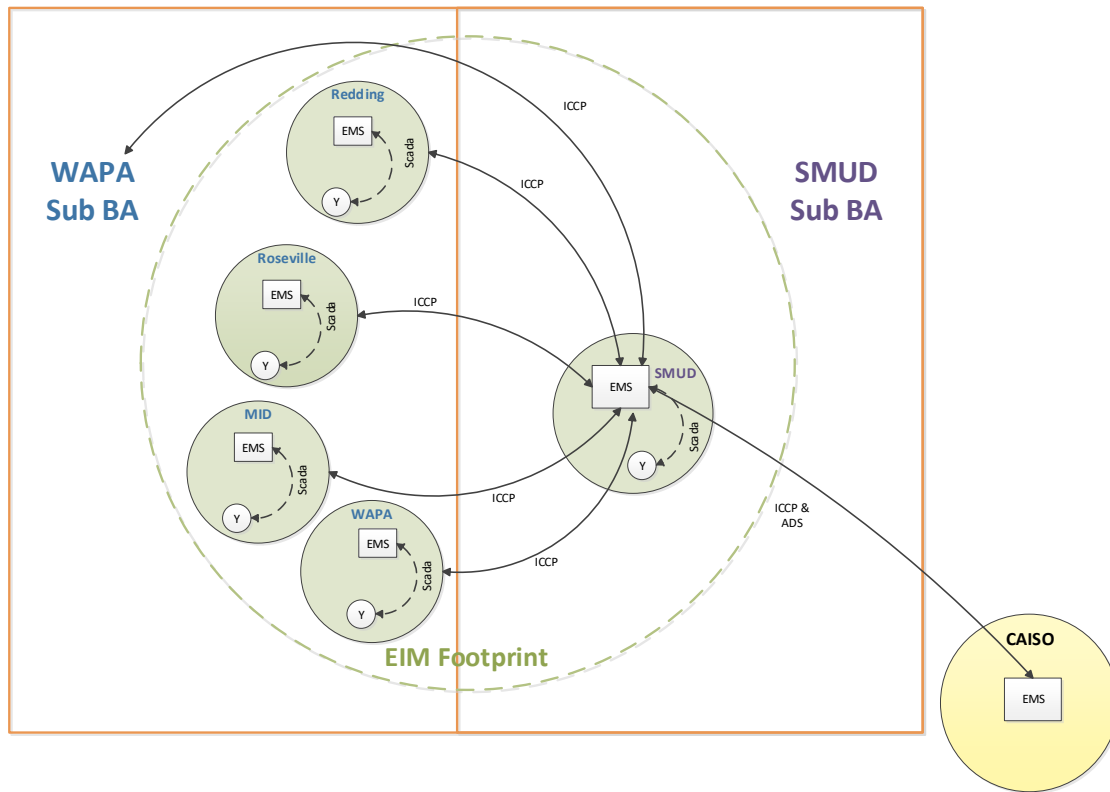 ICCP
WAPA
Sub BA
SMUD
Sub BA
Redding
EMS
Scada
Y
ICCP
Roseville
EMS
Scada
Y
ICCP
SMUD
EMS
Scada
Y
MID
EMS
Scada
Y
ICCP
WAPA
EMS
Scada
Y
ICCP
ICCP &
ADS
EIM Footprint
CAISO
EMS